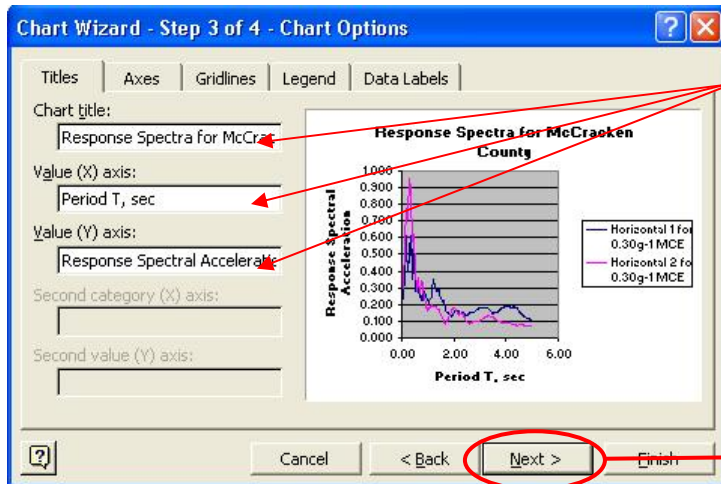 Chart Wizard - Step 3 of 4 - Chart Options
Titles
Axes
Gridlines
Legend
Data Labels
Chart title:
Response Spectra for McCrac
Value (X) axis:
Period T, sec
Value (Y) axis:
Response Spectral Acceleratio
Second category (X) axis:
Second value (Y) axis:
Response Spectra for McCracken
County
Response Spectral
Acceleration
1.000
0.900
0.800
0.700
0.600
0.500
0.400
0.300
0.200
0.100
0.000
0.00 2.00 4.00 6.00
Period T, sec
Horizontal 1 for
0.30g-1 MCE
Horizontal 2 for
0.30g-1 MCE
Cancel
< Back
Next >
Finish